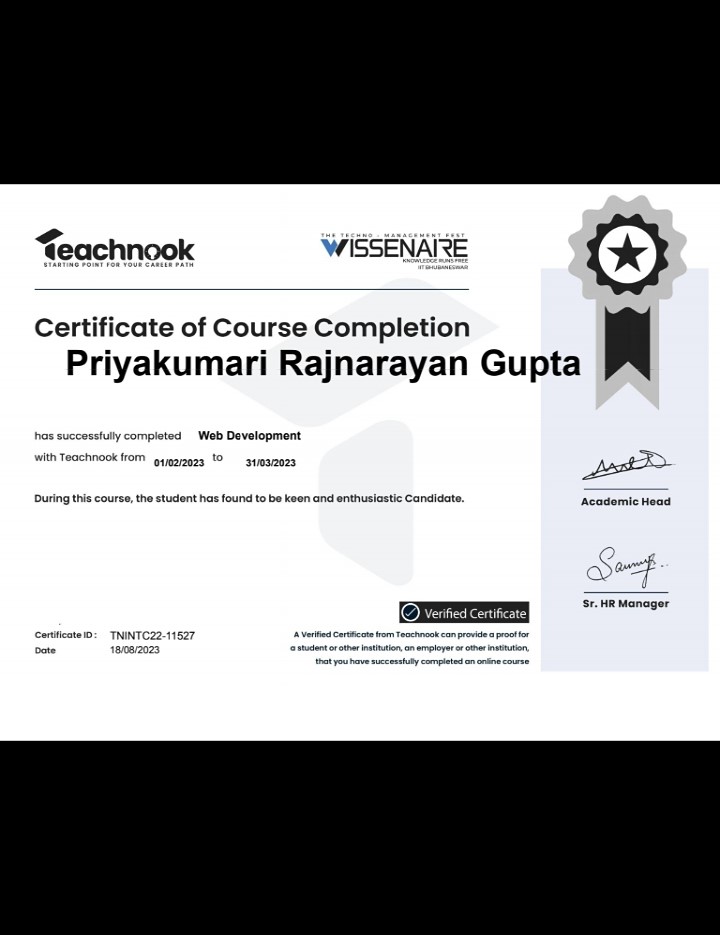 Teachnook
STARTING POINT FOR YOUR CAREER PATH
THE TECHNO - MANAGEMENT FEST
WISSENAIRE
KNOWLEDGE RUNS FREE
IIT BHUBANESWAR
Certificate of Course Completion
Priyakumari Rajnarayan Gupta
has successfully completed Web Development
with Teachnook from 01/02/2023 to 31/03/2023
During this course, the student has found to be keen and enthusiastic Candidate.
Academic Head
Sr. HR Manager
Verified Certificate
Certificate ID : TNINTC22-11527
Date 18/08/2023
A Verified Certificate from Teachnook can provide a proof for
a student or other institution, an employer or other institution,
that you have successfully completed an online course